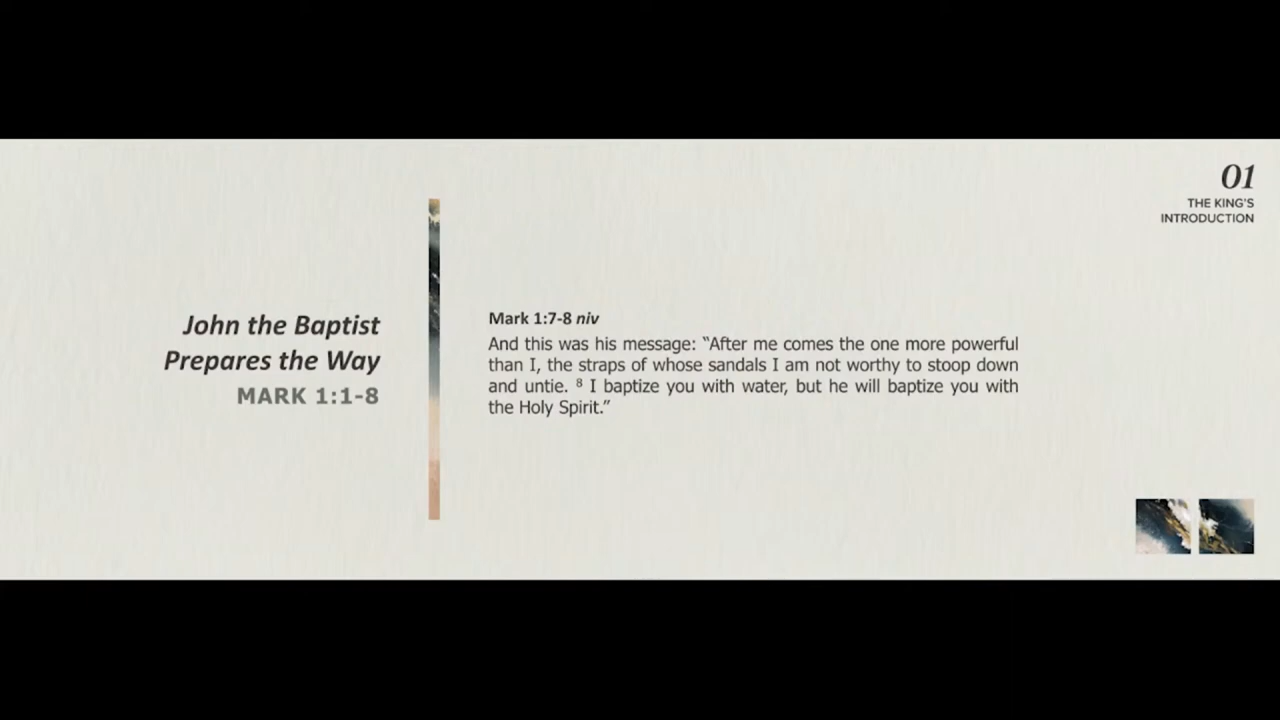 01
THE KING'S
INTRODUCTION
John the Baptist
Prepares the Way
MARK 1:1-8
Mark 1:7-8 niv
And this was his message: “After me comes the one more powerful
than I, the straps of whose sandals I am not worthy to stoop down
and untie. ⁸ I baptize you with water, but he will baptize you with
the Holy Spirit.”